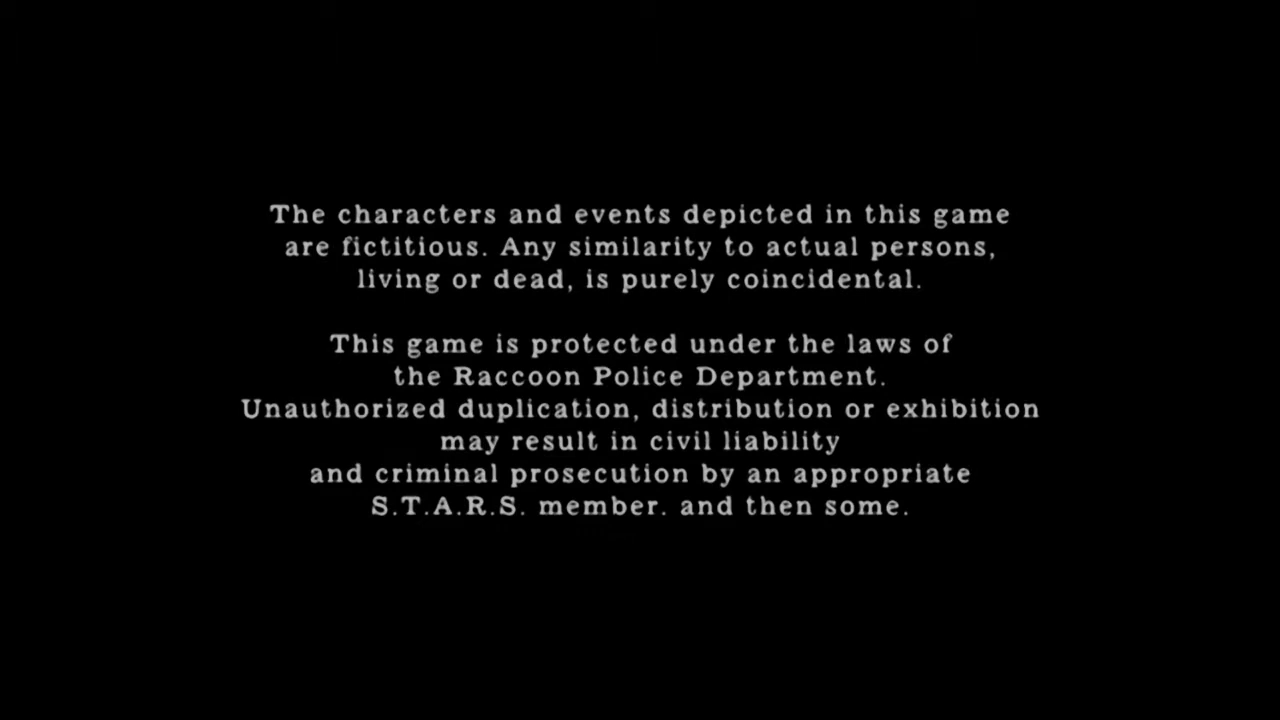 The characters and events depicted in this game
are fictitious. Any similarity to actual persons,
living or dead, is purely coincidental.
This game is protected under the laws of
the Raccoon Police Department.
Unauthorized duplication, distribution or exhibition
may result in civil liability
and criminal prosecution by an appropriate
S.T.A.R.S. member. and then some.